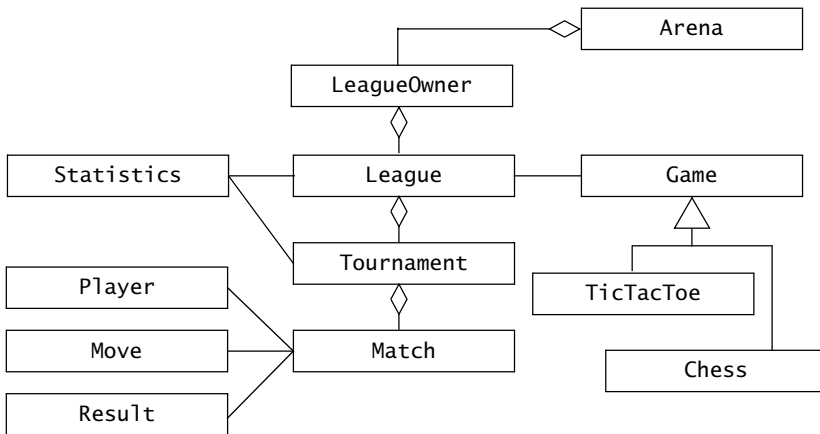 Arena
LeagueOwner
Statistics
League
Game
Tournament
Player
TicTacToe
Move
Match
Chess
Result